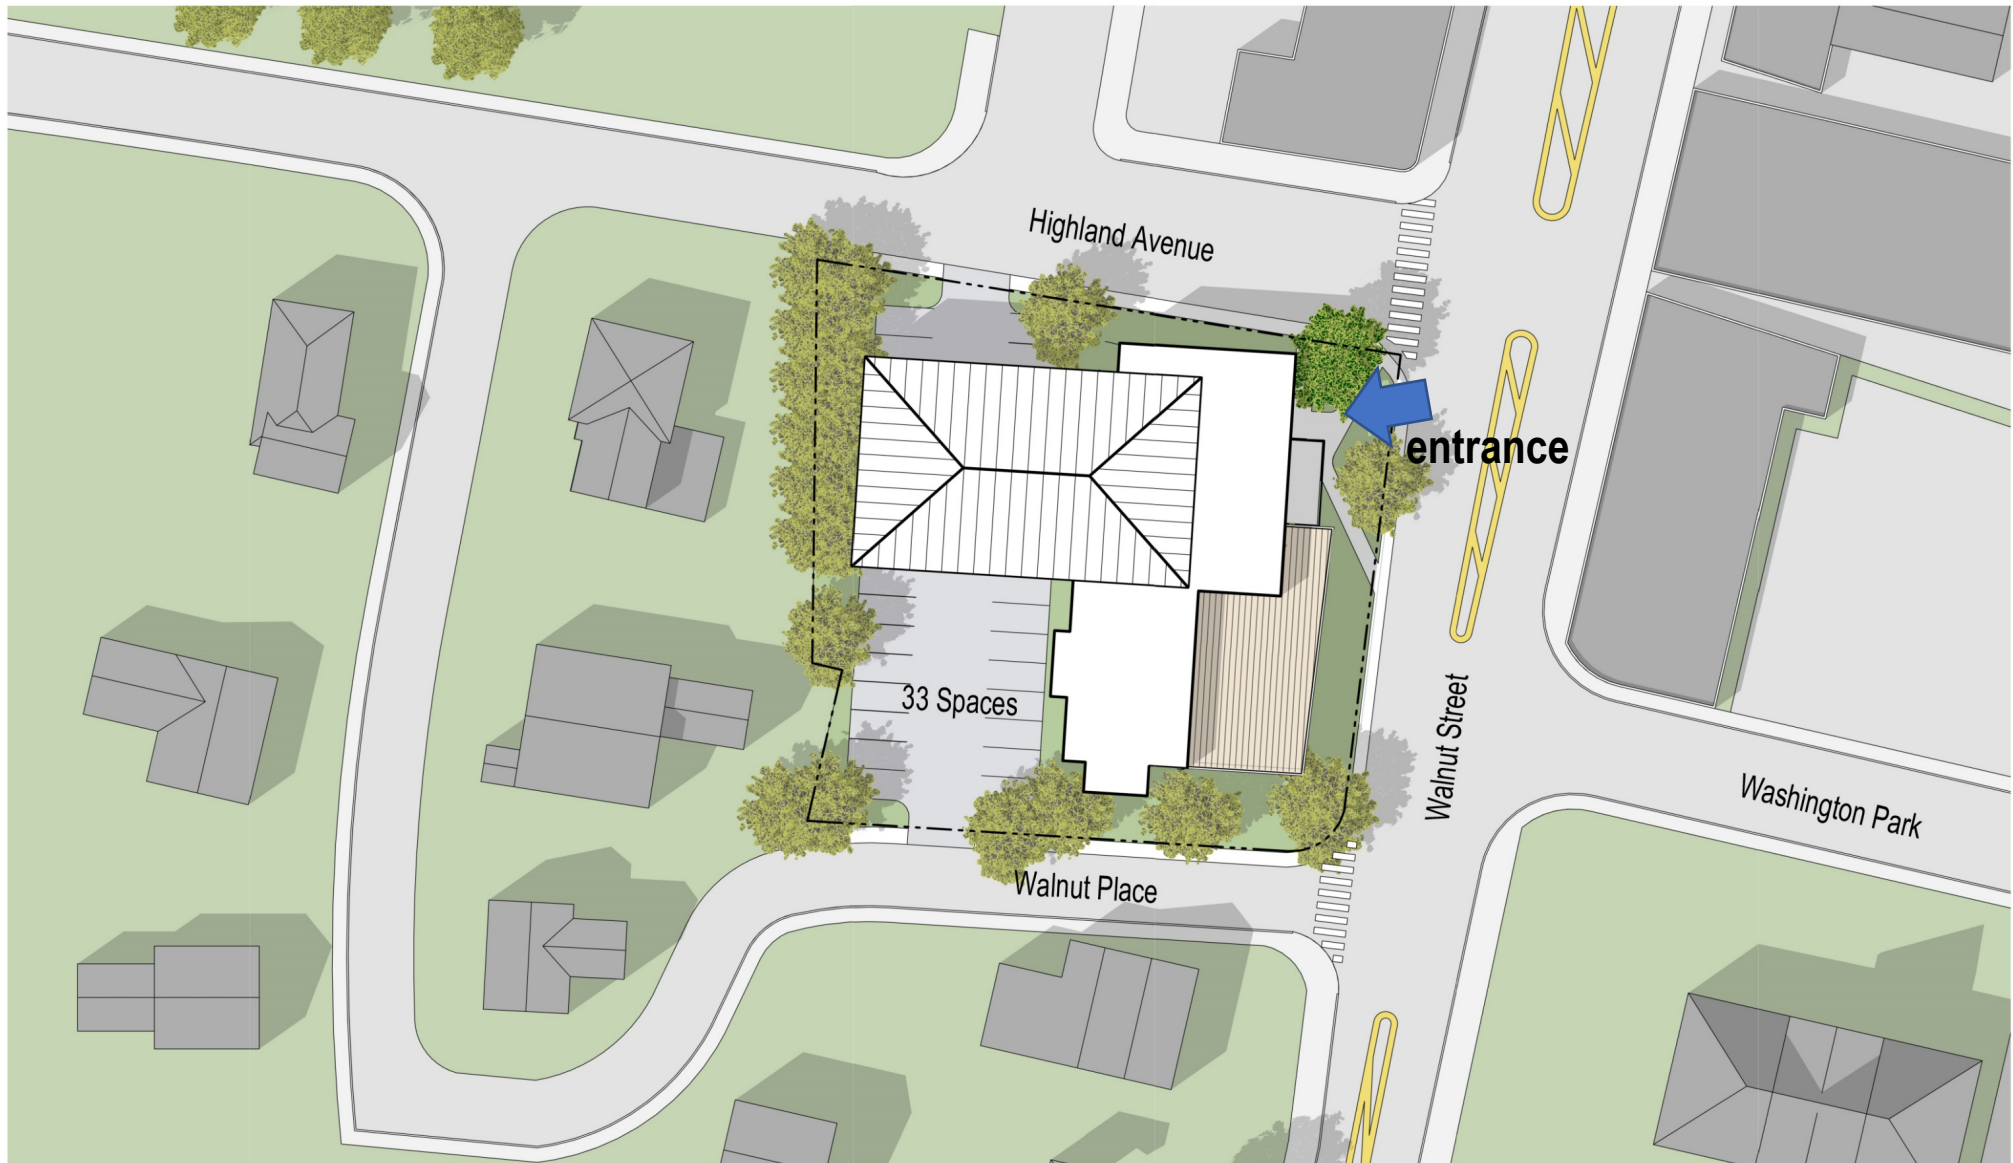 Highland Avenue
entrance
33 Spaces
Walnut Street
Washington Park
Walnut Place